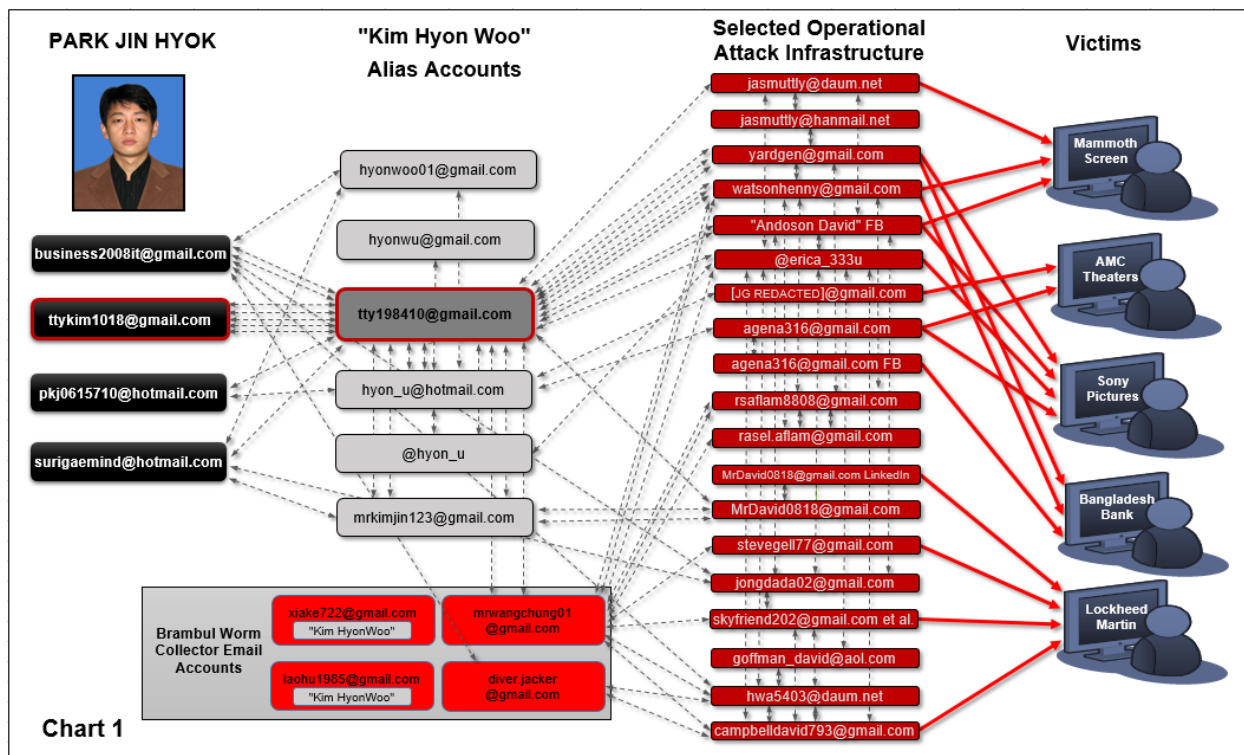 PARK JIN HYOK
"Kim Hyon Woo"
Alias Accounts
Selected Operational
Attack Infrastructure
Victims
business2008it@gmail.com
ttykim1018@gmail.com
pkj0615710@hotmail.com
surigaemind@hotmail.com
hyonwoo01@gmail.com
hyonwu@gmail.com
tty198410@gmail.com
hyon_u@hotmail.com
@hyon_u
mrkimjin123@gmail.com
Brambul Worm
Collector Email
Accounts
xiake722@gmail.com
"Kim HyonWoo"
mrwangchung01
@gmail.com
laohu1985@gmail.com
"Kim HyonWoo"
diver.jacker
@gmail.com
jasmuttly@daum.net
jasmuttly@hanmail.net
yardgen@gmail.com
watsonhenny@gmail.com
"Andoson David" FB
@erica_333u
[JG REDACTED]@gmail.com
agena316@gmail.com
agena316@gmail.com FB
rsaflam8808@gmail.com
rasel.aflam@gmail.com
MrDavid0818@gmail.com LinkedIn
MrDavid0818@gmail.com
stevegell77@gmail.com
jongdada02@gmail.com
skyfriend202@gmail.com et al.
goffman_david@aol.com
hwa5403@daum.net
campbelldavid793@gmail.com
Mammoth
Screen
AMC
Theaters
Sony
Pictures
Bangladesh
Bank
Lockheed
Martin
Chart 1